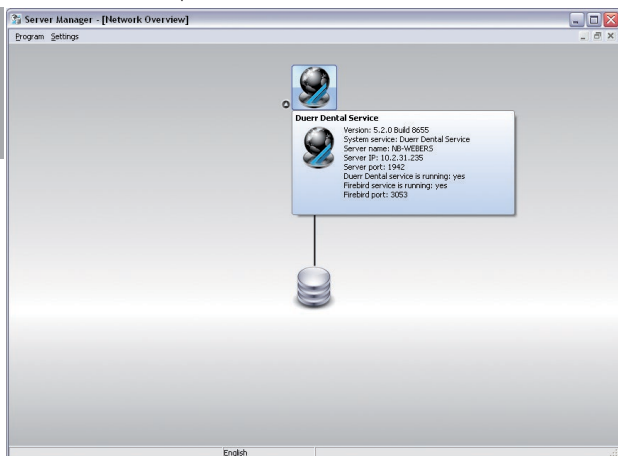 Server Manager - [Network Overview]
Program Settings
Duerr Dental Service
Version: 5.2.0 Build 8655
System service: Duerr Dental Service
Server name: NB-WEBERS
Server IP: 10.2.31.235
Server port: 1942
Duerr Dental service is running: yes
Firebird service is running: yes
Firebird port: 3053
English